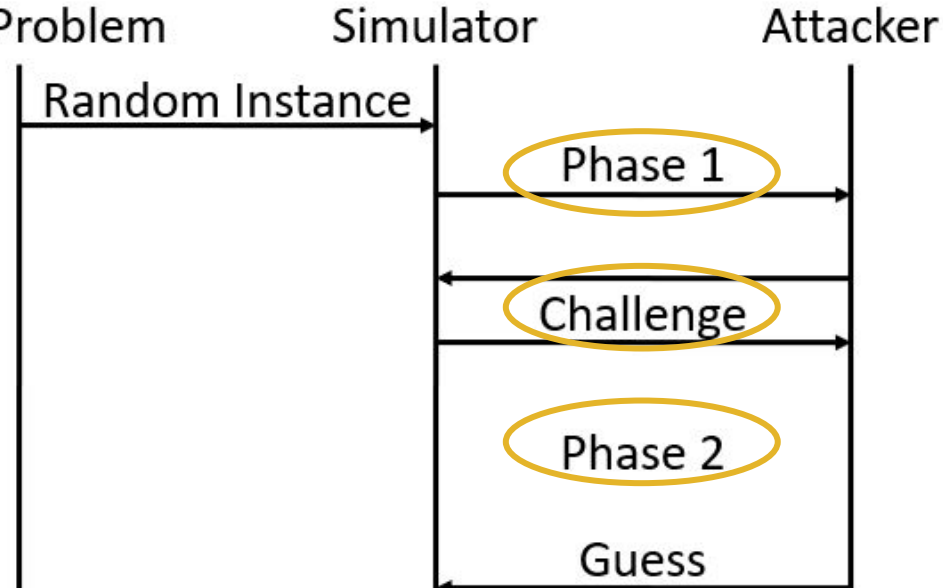 Problem Simulator Attacker
Random Instance
Phase 1
Challenge
Phase 2
Guess